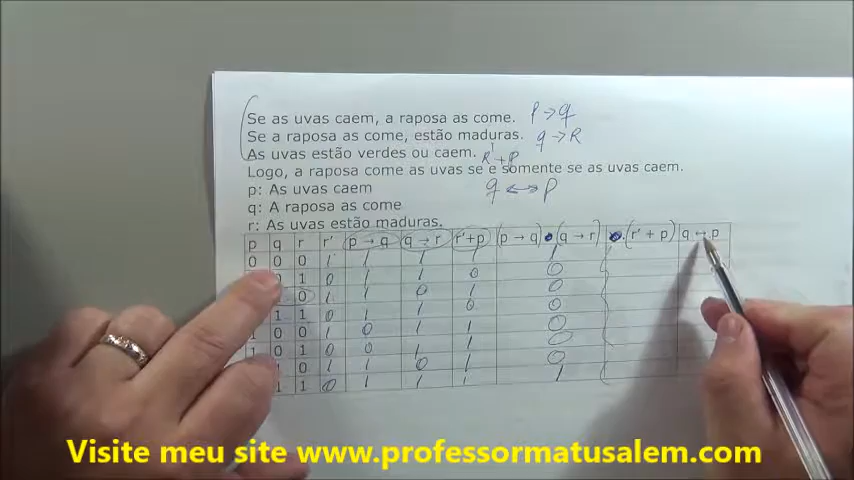 Se as uvas caem, a raposa as come. P → q
Se a raposa as come, estão maduras. q → R
As uvas estão verdes ou caem. R' + P
Logo, a raposa come as uvas se e somente se as uvas caem.
p: As uvas caem q ↔ P
q: A raposa as come
r: As uvas estão maduras.
p q r r' p → q q → r r'+p (p → q) • (q → r) • (r' + p) q ↔ p
0 0 0 1 1 1 1 1
1 0 1 1 0 0
0 1 0 1 0
1 1 0 1 1 0 0
0 0 1 0 1 1 0
0 1 0 0 1 1 0
1 0 1 1 0 1 0
1 1 0 1 1 1 1
Visite meu site www.professormatusalem.com